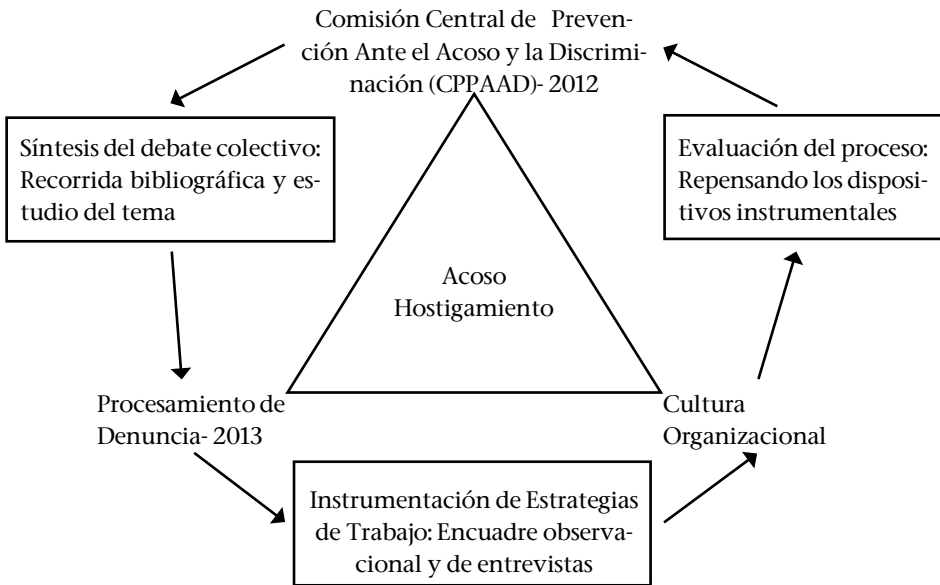 Comisión Central de Preven-
ción Ante el Acoso y la Discrimi-
nación (CPPAAD)- 2012
Síntesis del debate colectivo:
Recorrida bibliográfica y es-
tudio del tema
Evaluación del proceso:
Repensando los disposi-
tivos instrumentales
Acoso
Hostigamiento
Procesamiento de
Denuncia- 2013
Cultura
Organizacional
Instrumentación de Estrategias
de Trabajo: Encuadre observa-
cional y de entrevistas